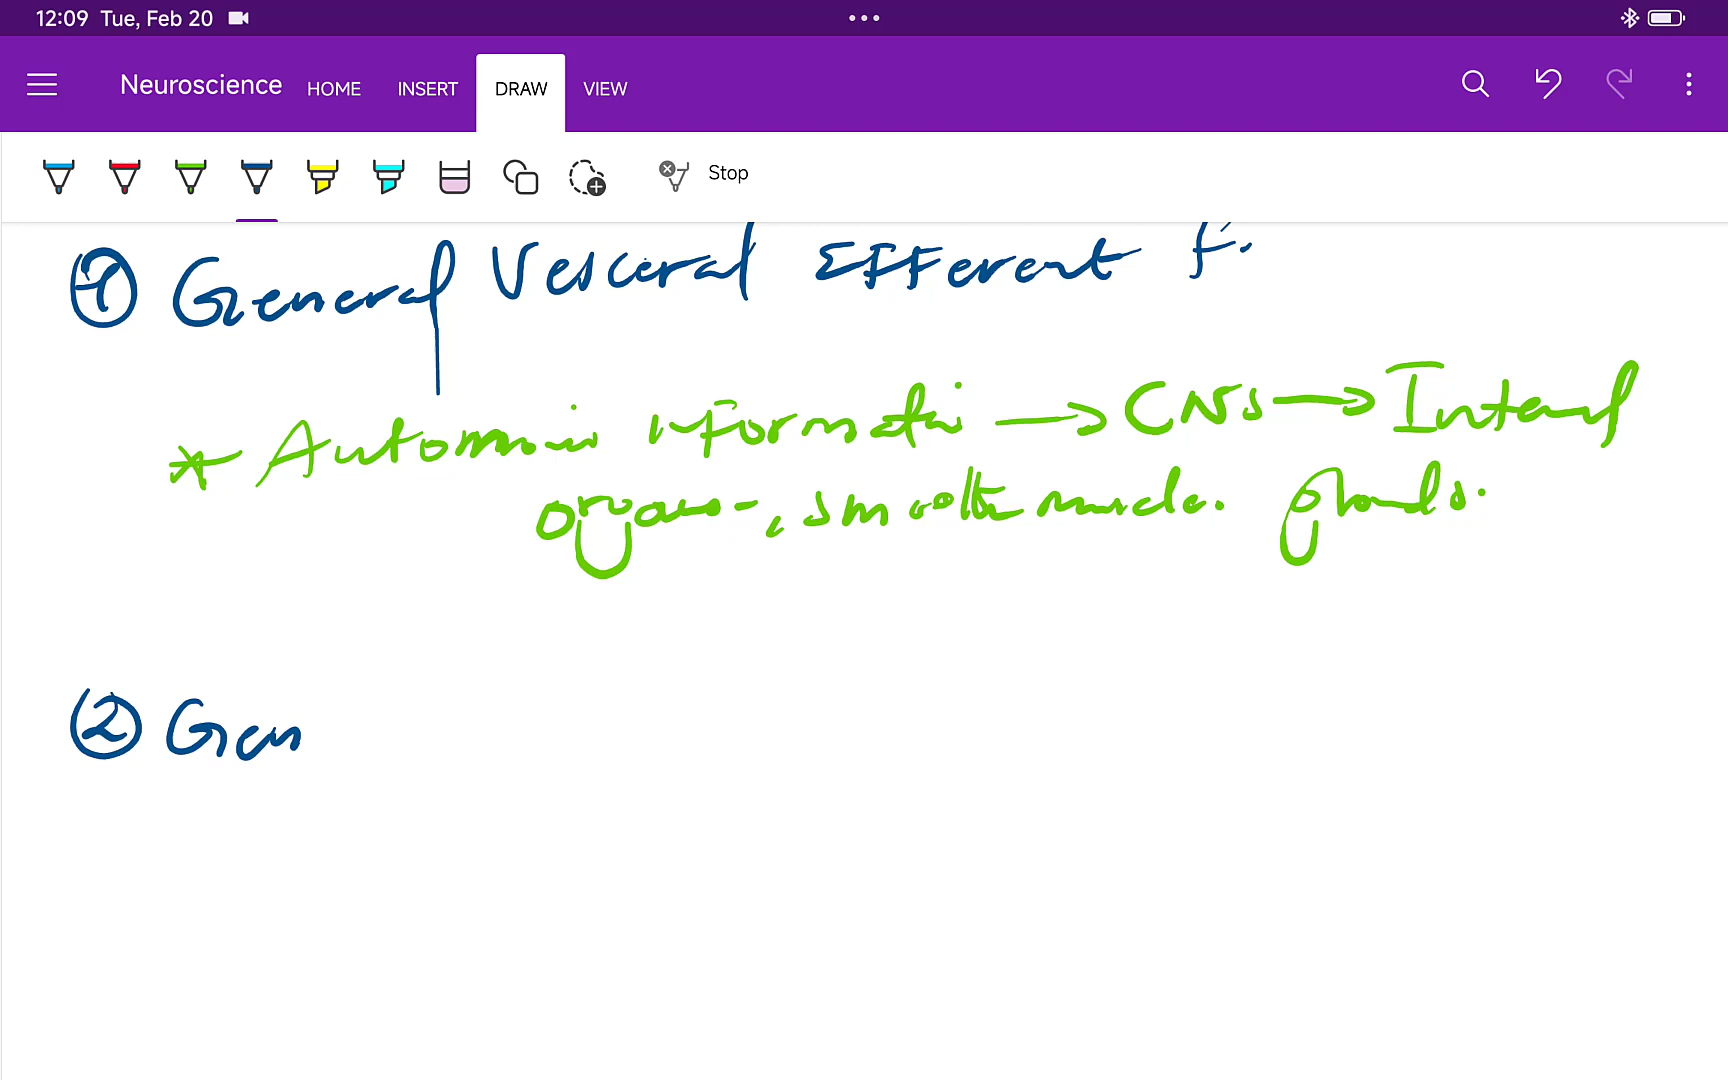 12:09 Tue, Feb 20
Neuroscience HOME INSERT DRAW VIEW
Stop
① General Visceral Efferent f.
* Autonomic information → CNS → Internal
organs, smooth muscle. glands.
② Gen